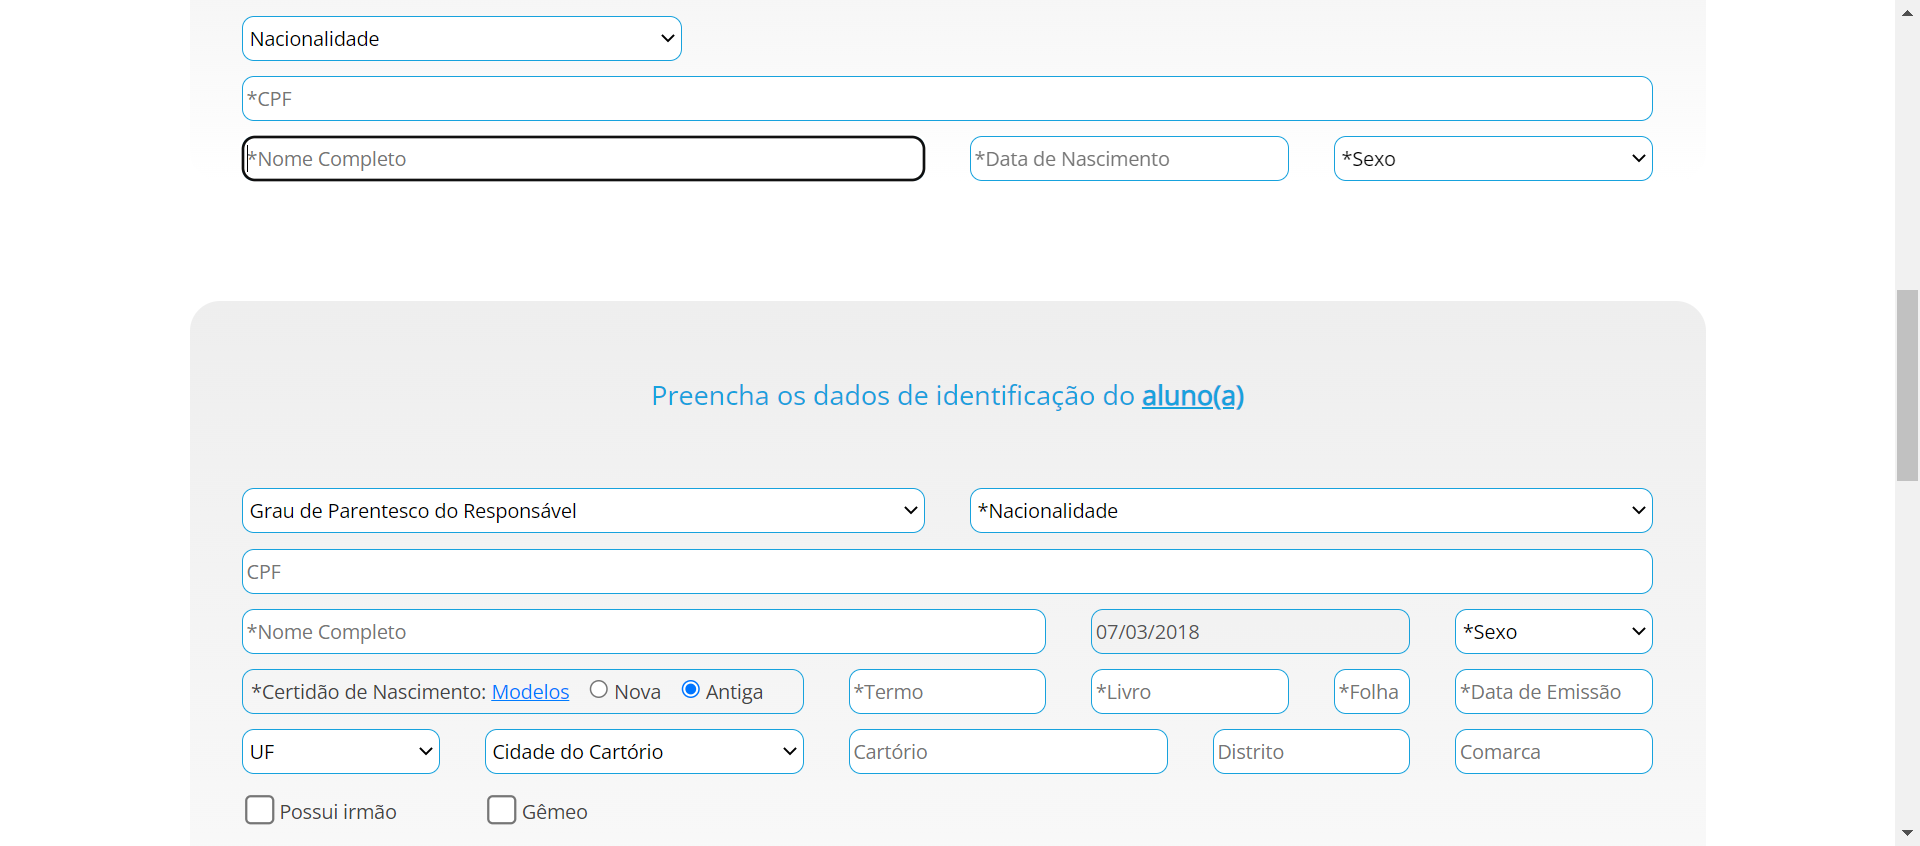 Nacionalidade
*CPF
*Nome Completo *Data de Nascimento *Sexo
Preencha os dados de identificação do aluno(a)
Grau de Parentesco do Responsável *Nacionalidade
CPF
*Nome Completo 07/03/2018 *Sexo
*Certidão de Nascimento: Modelos Nova Antiga *Termo *Livro *Folha *Data de Emissão
UF Cidade do Cartório Cartório Distrito Comarca
Possui irmão Gêmeo